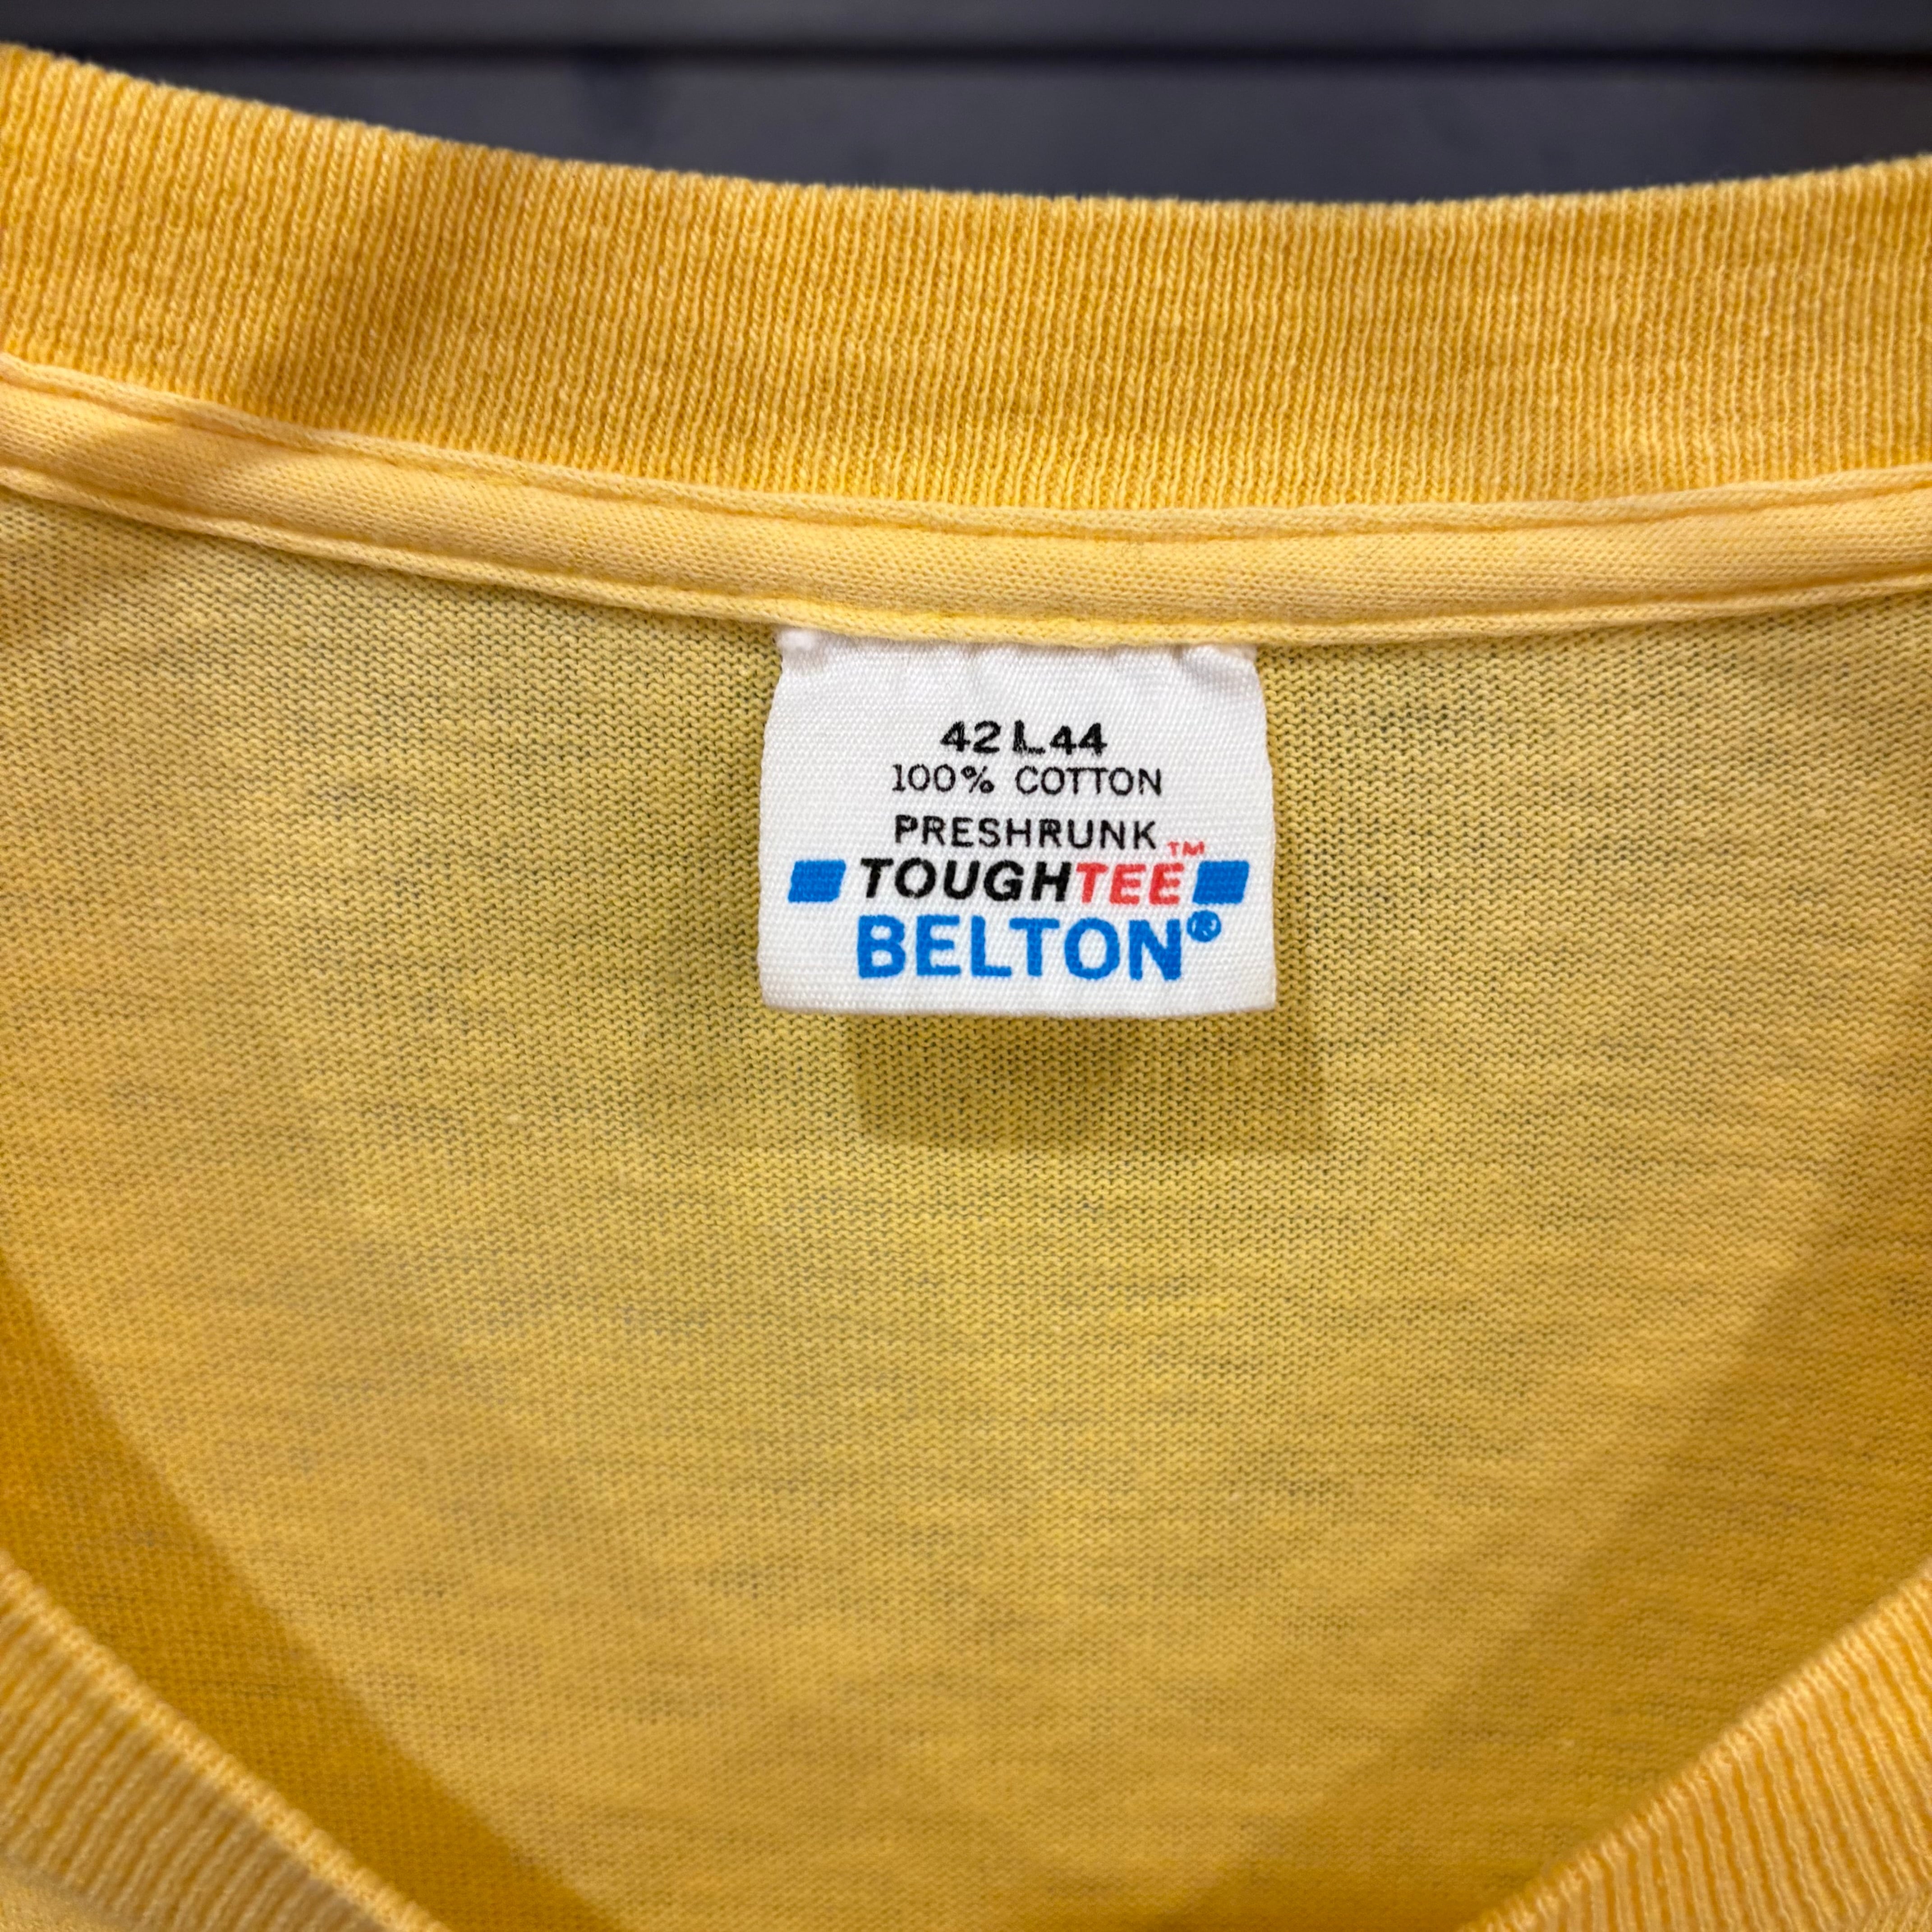 42 L 44
100% COTTON
PRESHRUNK
TOUGHTEE™
BELTON®